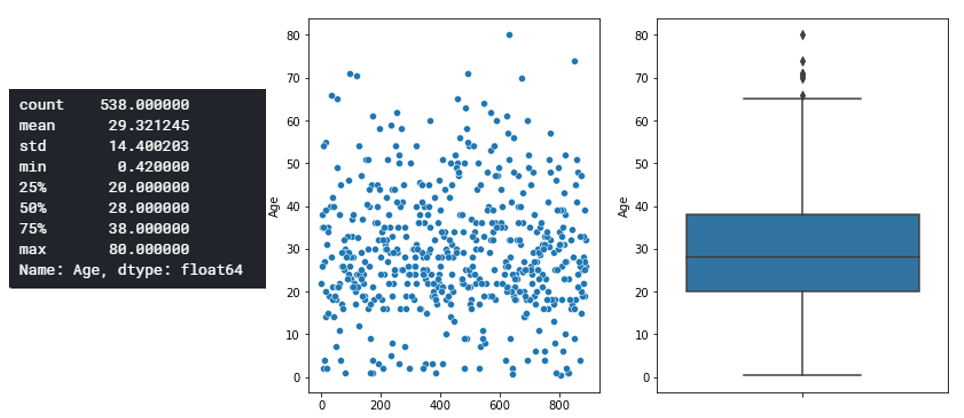 count 538.000000
mean 29.321245
std 14.400203
min 0.420000
25% 20.000000
50% 28.000000
75% 38.000000
max 80.000000
Name: Age, dtype: float64
Age
80
70
60
50
40
30
20
10
0
0 200 400 600 800
Age
80
70
60
50
40
30
20
10
0